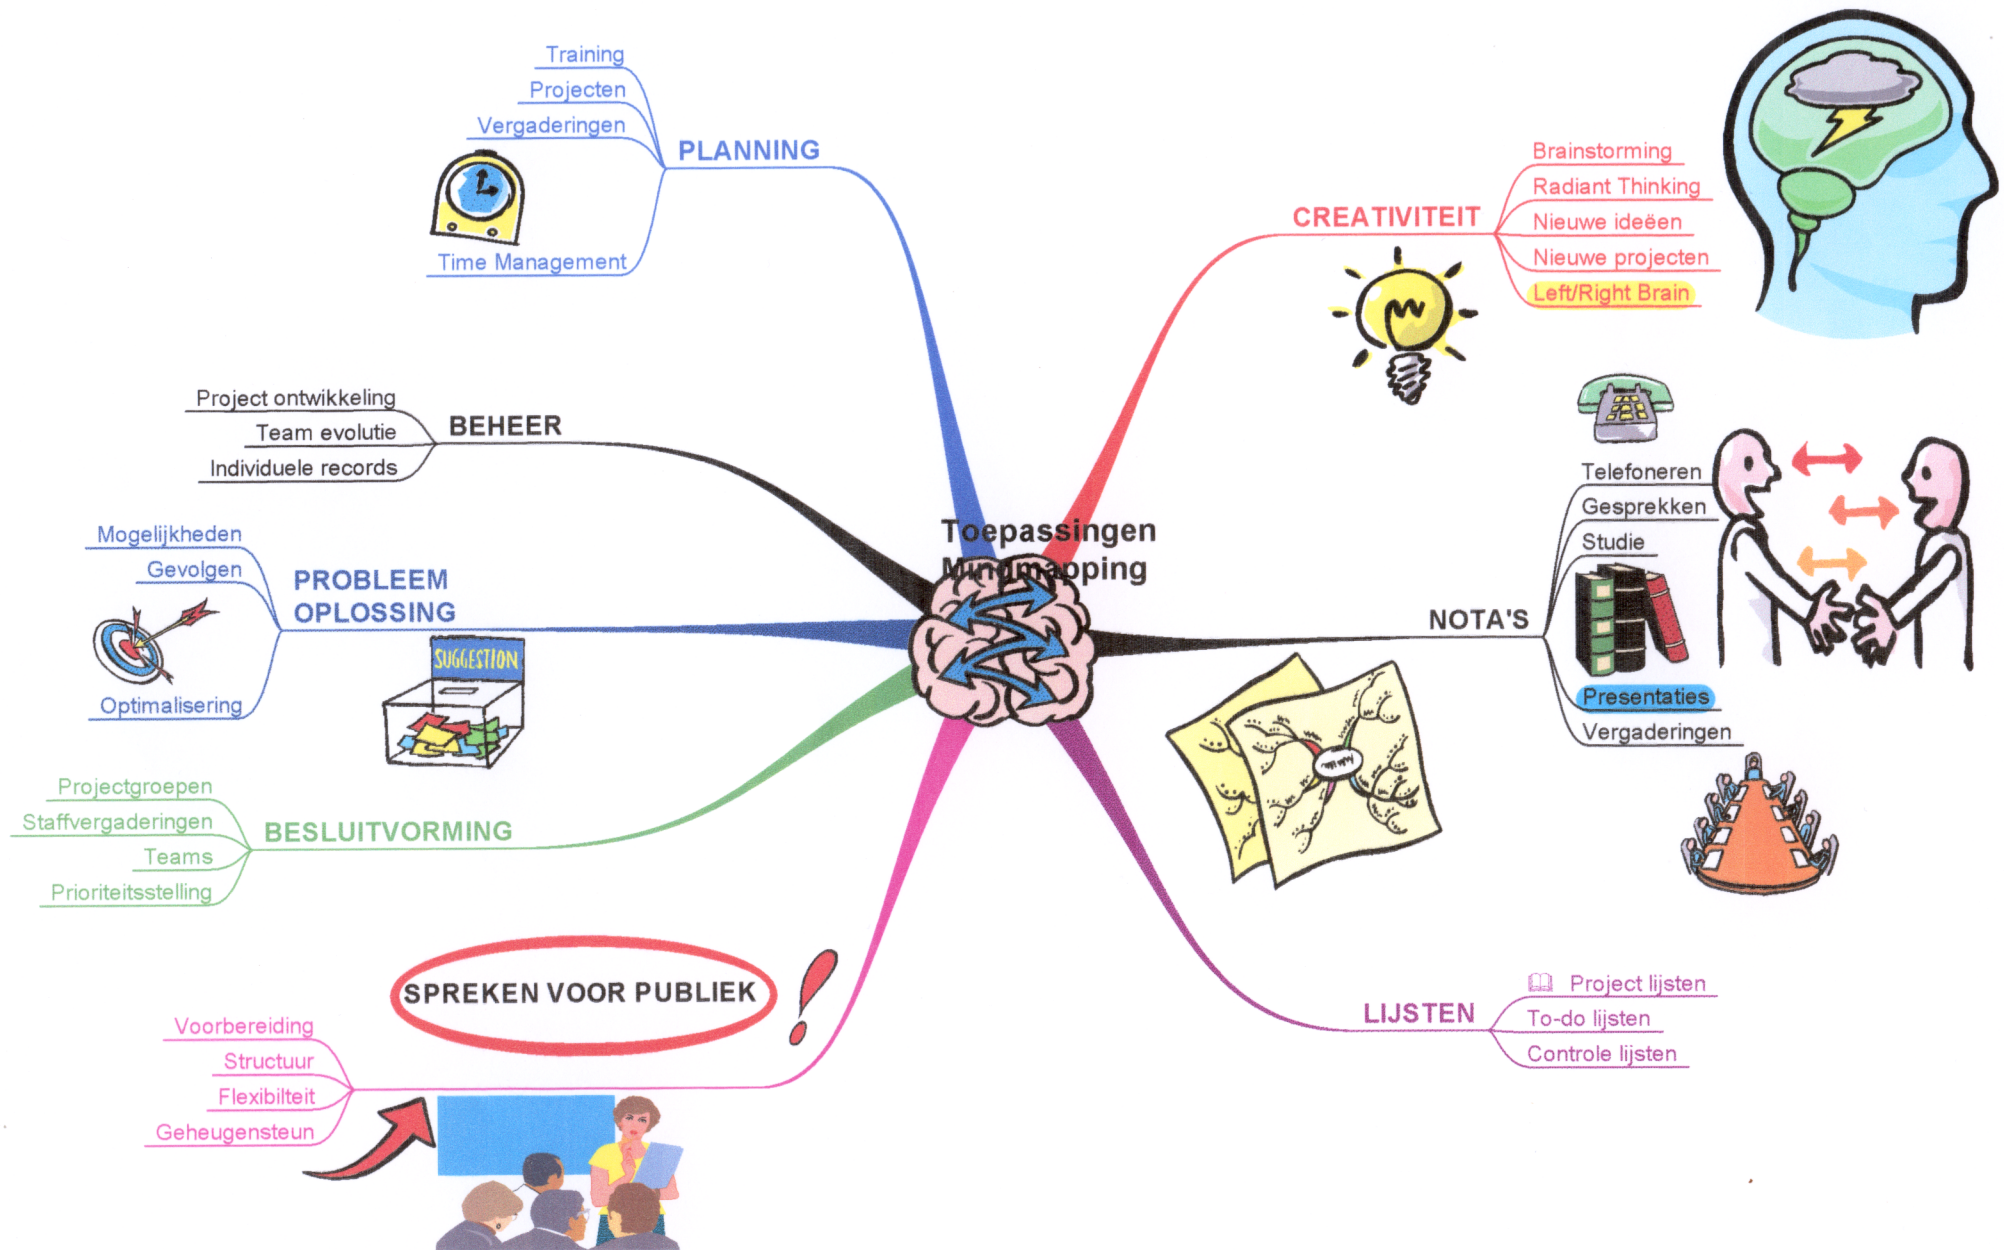 Toepassingen
Mindmapping
CREATIVITEIT
Brainstorming
Radiant Thinking
Nieuwe ideëen
Nieuwe projecten
Left/Right Brain
NOTA'S
Telefoneren
Gesprekken
Studie
Presentaties
Vergaderingen
LIJSTEN
Project lijsten
To-do lijsten
Controle lijsten
SPREKEN VOOR PUBLIEK
Voorbereiding
Structuur
Flexibilteit
Geheugensteun
BESLUITVORMING
Projectgroepen
Staffvergaderingen
Teams
Prioriteitsstelling
PROBLEEM
OPLOSSING
Mogelijkheden
Gevolgen
Optimalisering
SUGGESTION
BEHEER
Project ontwikkeling
Team evolutie
Individuele records
PLANNING
Training
Projecten
Vergaderingen
Time Management